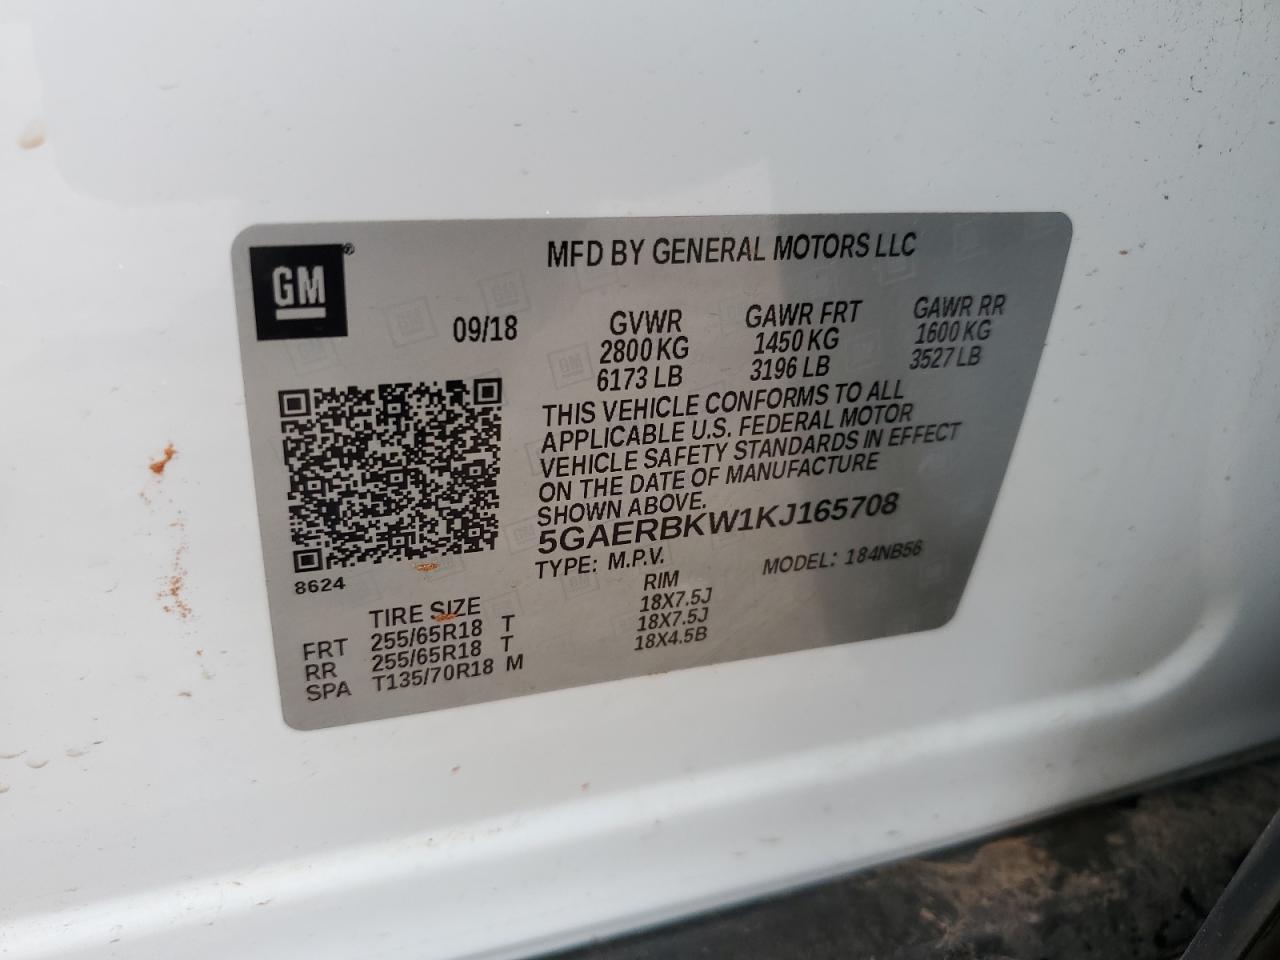 GM®
MFD BY GENERAL MOTORS LLC
09/18
GVWR GAWR FRT GAWR RR
2800 KG 1450 KG 1600 KG
6173 LB 3196 LB 3527 LB
THIS VEHICLE CONFORMS TO ALL
APPLICABLE U.S. FEDERAL MOTOR
VEHICLE SAFETY STANDARDS IN EFFECT
ON THE DATE OF MANUFACTURE
SHOWN ABOVE.
5GAERBKW1KJ165708
TYPE: M.P.V. MODEL: 184NB56
8624
TIRE SIZE RIM
FRT 255/65R18 T 18X7.5J
RR 255/65R18 T 18X7.5J
SPA T135/70R18 M 18X4.5B